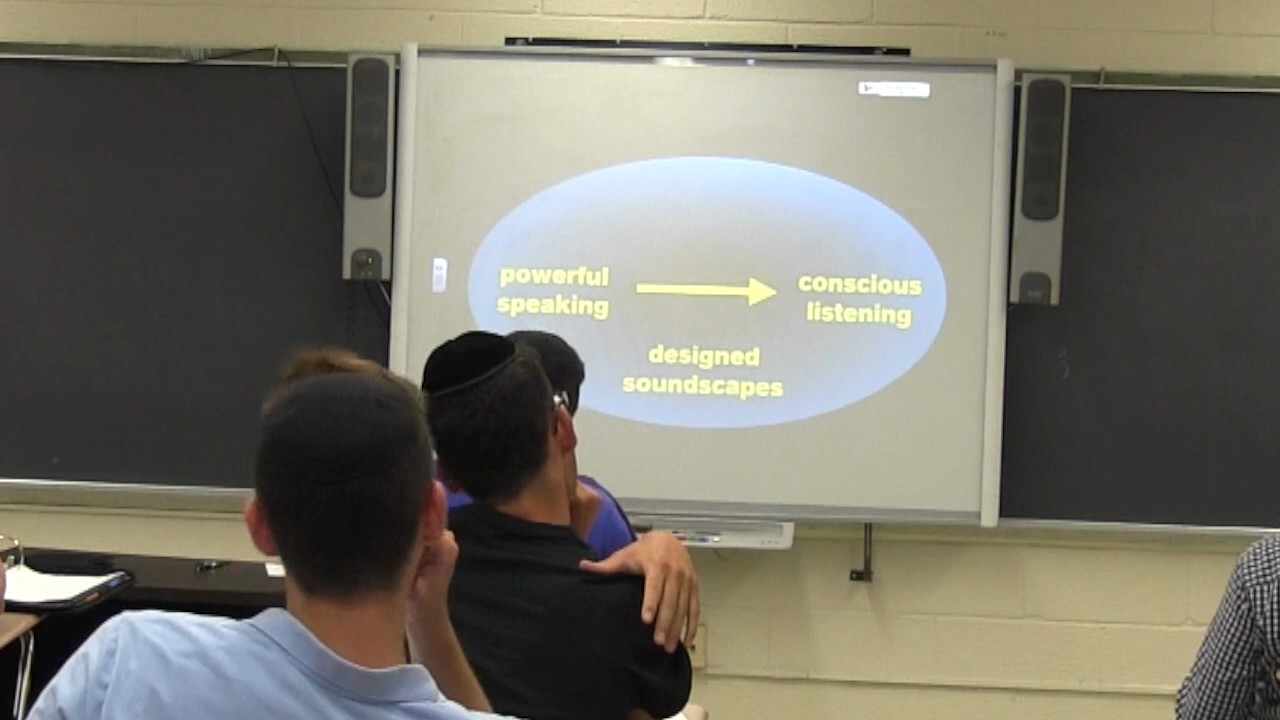 powerful
speaking
conscious
listening
designed
soundscapes